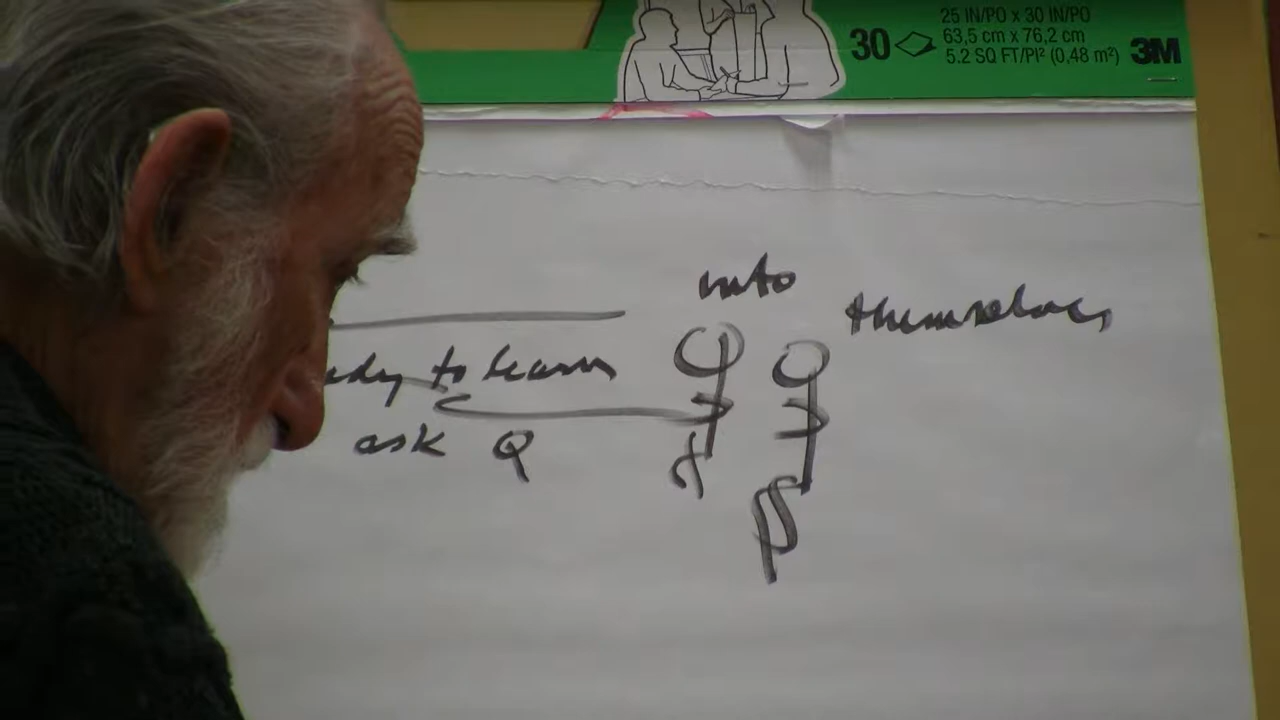 30
25 IN/PO x 30 IN/PO
63,5 cm x 76,2 cm
5.2 SQ FT/PI² (0,48 m²)
3M
into
themselves
to learn
ask Q